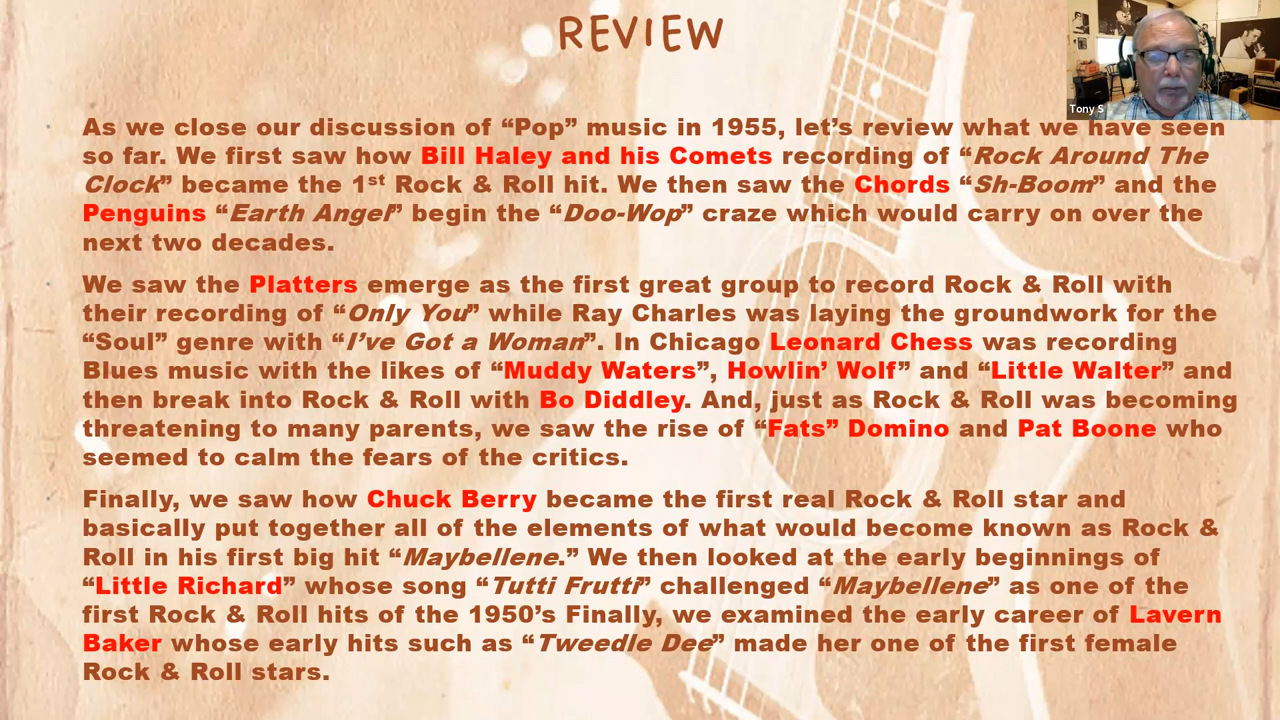 REVIEW
Tony S
As we close our discussion of “Pop” music in 1955, let’s review what we have seen
so far. We first saw how Bill Haley and his Comets recording of “Rock Around The
Clock” became the 1st Rock & Roll hit. We then saw the Chords “Sh-Boom” and the
Penguins “Earth Angel” begin the “Doo-Wop” craze which would carry on over the
next two decades.
We saw the Platters emerge as the first great group to record Rock & Roll with
their recording of “Only You” while Ray Charles was laying the groundwork for the
“Soul” genre with “I’ve Got a Woman”. In Chicago Leonard Chess was recording
Blues music with the likes of “Muddy Waters”, Howlin’ Wolf” and “Little Walter” and
then break into Rock & Roll with Bo Diddley. And, just as Rock & Roll was becoming
threatening to many parents, we saw the rise of “Fats” Domino and Pat Boone who
seemed to calm the fears of the critics.
Finally, we saw how Chuck Berry became the first real Rock & Roll star and
basically put together all of the elements of what would become known as Rock &
Roll in his first big hit “Maybellene.” We then looked at the early beginnings of
“Little Richard” whose song “Tutti Frutti” challenged “Maybellene” as one of the
first Rock & Roll hits of the 1950’s Finally, we examined the early career of Lavern
Baker whose early hits such as “Tweedle Dee” made her one of the first female
Rock & Roll stars.